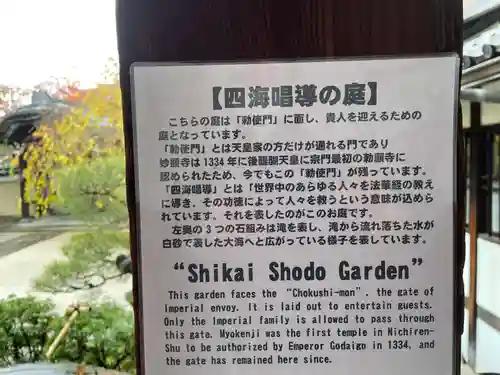 【四海唱導の庭】
こちらの庭は「勅使門」に面し、貴人を迎えるための
庭となっています。
「勅使門」とは天皇家の方だけが通れる門であり
妙顕寺は1334年に後醍醐天皇に宗門最初の勅願寺に
認められたため、今でもこの「勅使門」が残っています。
「四海唱導」とは「世界中のあらゆる人々を法華経の教え
に導き、その功徳によって人々を救うという意味が込め
られています。それを表したのがこのお庭です。
左奥の3つの石組みは滝を表し、滝から流れ落ちた水が
白砂で表した大海へと広がっている様子を表しています。
“Shikai Shodo Garden”
This garden faces the “Chokushi-mon”, the gate of
imperial envoy. It is laid out to entertain guests.
Only the Imperial family is allowed to pass through
this gate. Myokenji was the first temple in Nichiren-
Shu to be authorized by Emperor Godaign in 1334, and
the gate has remained here since.